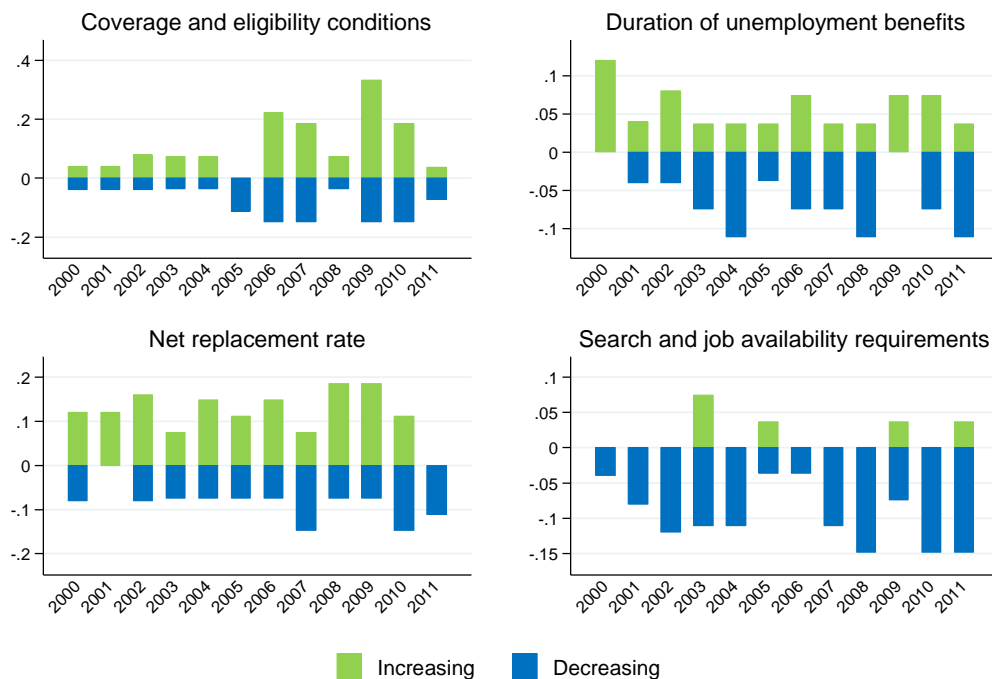 Coverage and eligibility conditions
.4
.2
0
-.2
2000 2001 2002 2003 2004 2005 2006 2007 2008 2009 2010 2011
Duration of unemployment benefits
.1
.05
0
-.05
-.1
2000 2001 2002 2003 2004 2005 2006 2007 2008 2009 2010 2011
Net replacement rate
.2
.1
0
-.1
-.2
2000 2001 2002 2003 2004 2005 2006 2007 2008 2009 2010 2011
Search and job availability requirements
.1
.05
0
-.05
-.1
-.15
2000 2001 2002 2003 2004 2005 2006 2007 2008 2009 2010 2011
Increasing Decreasing